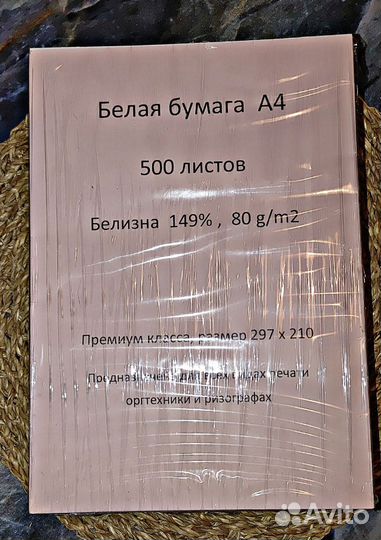 Белая бумага А4
500 листов
Белизна 149% , 80 g/m2
Премиум класса, размер 297 x 210
Предназначена для всех видах печати
оргтехники и ризографах
Avito